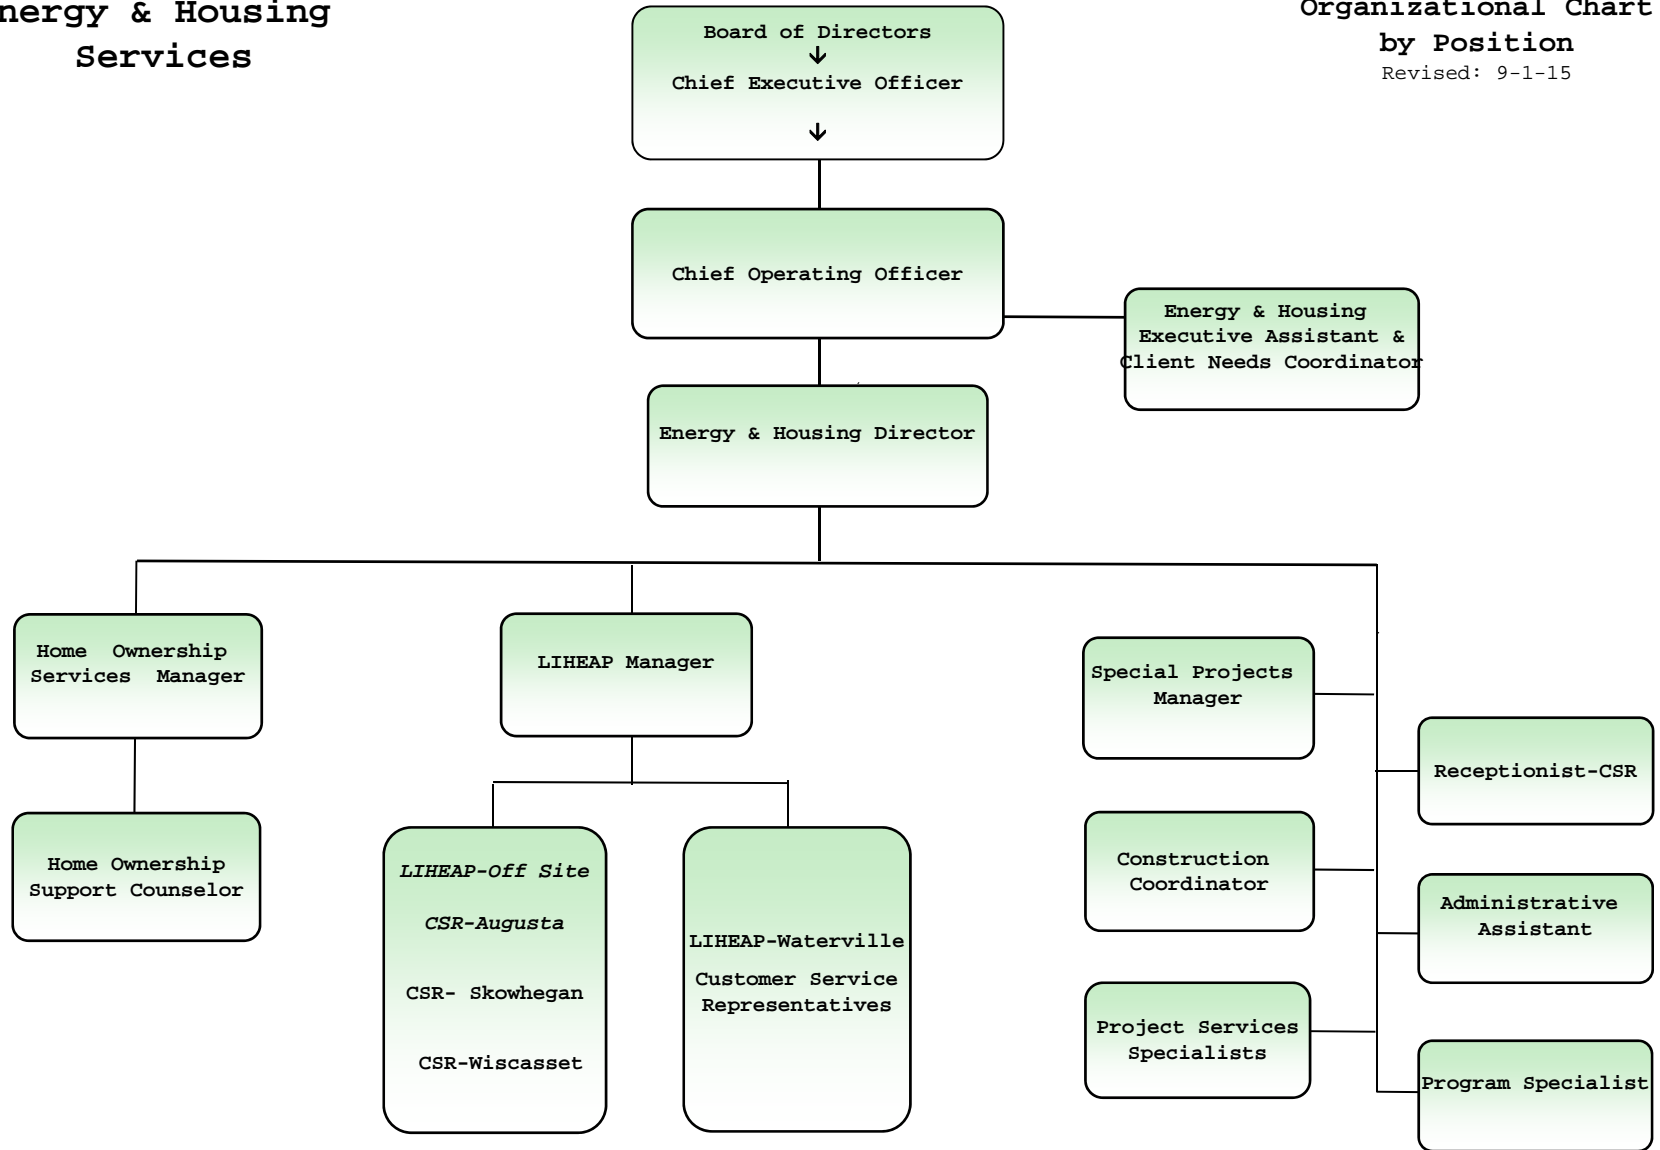 nergy & Housing
Services
Organizational Chart
by Position
Revised: 9-1-15
Board of Directors
↓
Chief Executive Officer
↓
Chief Operating Officer
Energy & Housing
Executive Assistant &
Client Needs Coordinator
Energy & Housing Director
Home Ownership
Services Manager
LIHEAP Manager
Special Projects
Manager
Receptionist-CSR
Home Ownership
Support Counselor
LIHEAP-Off Site
CSR-Augusta
CSR- Skowhegan
CSR-Wiscasset
LIHEAP-Waterville
Customer Service
Representatives
Construction
Coordinator
Administrative
Assistant
Project Services
Specialists
Program Specialist